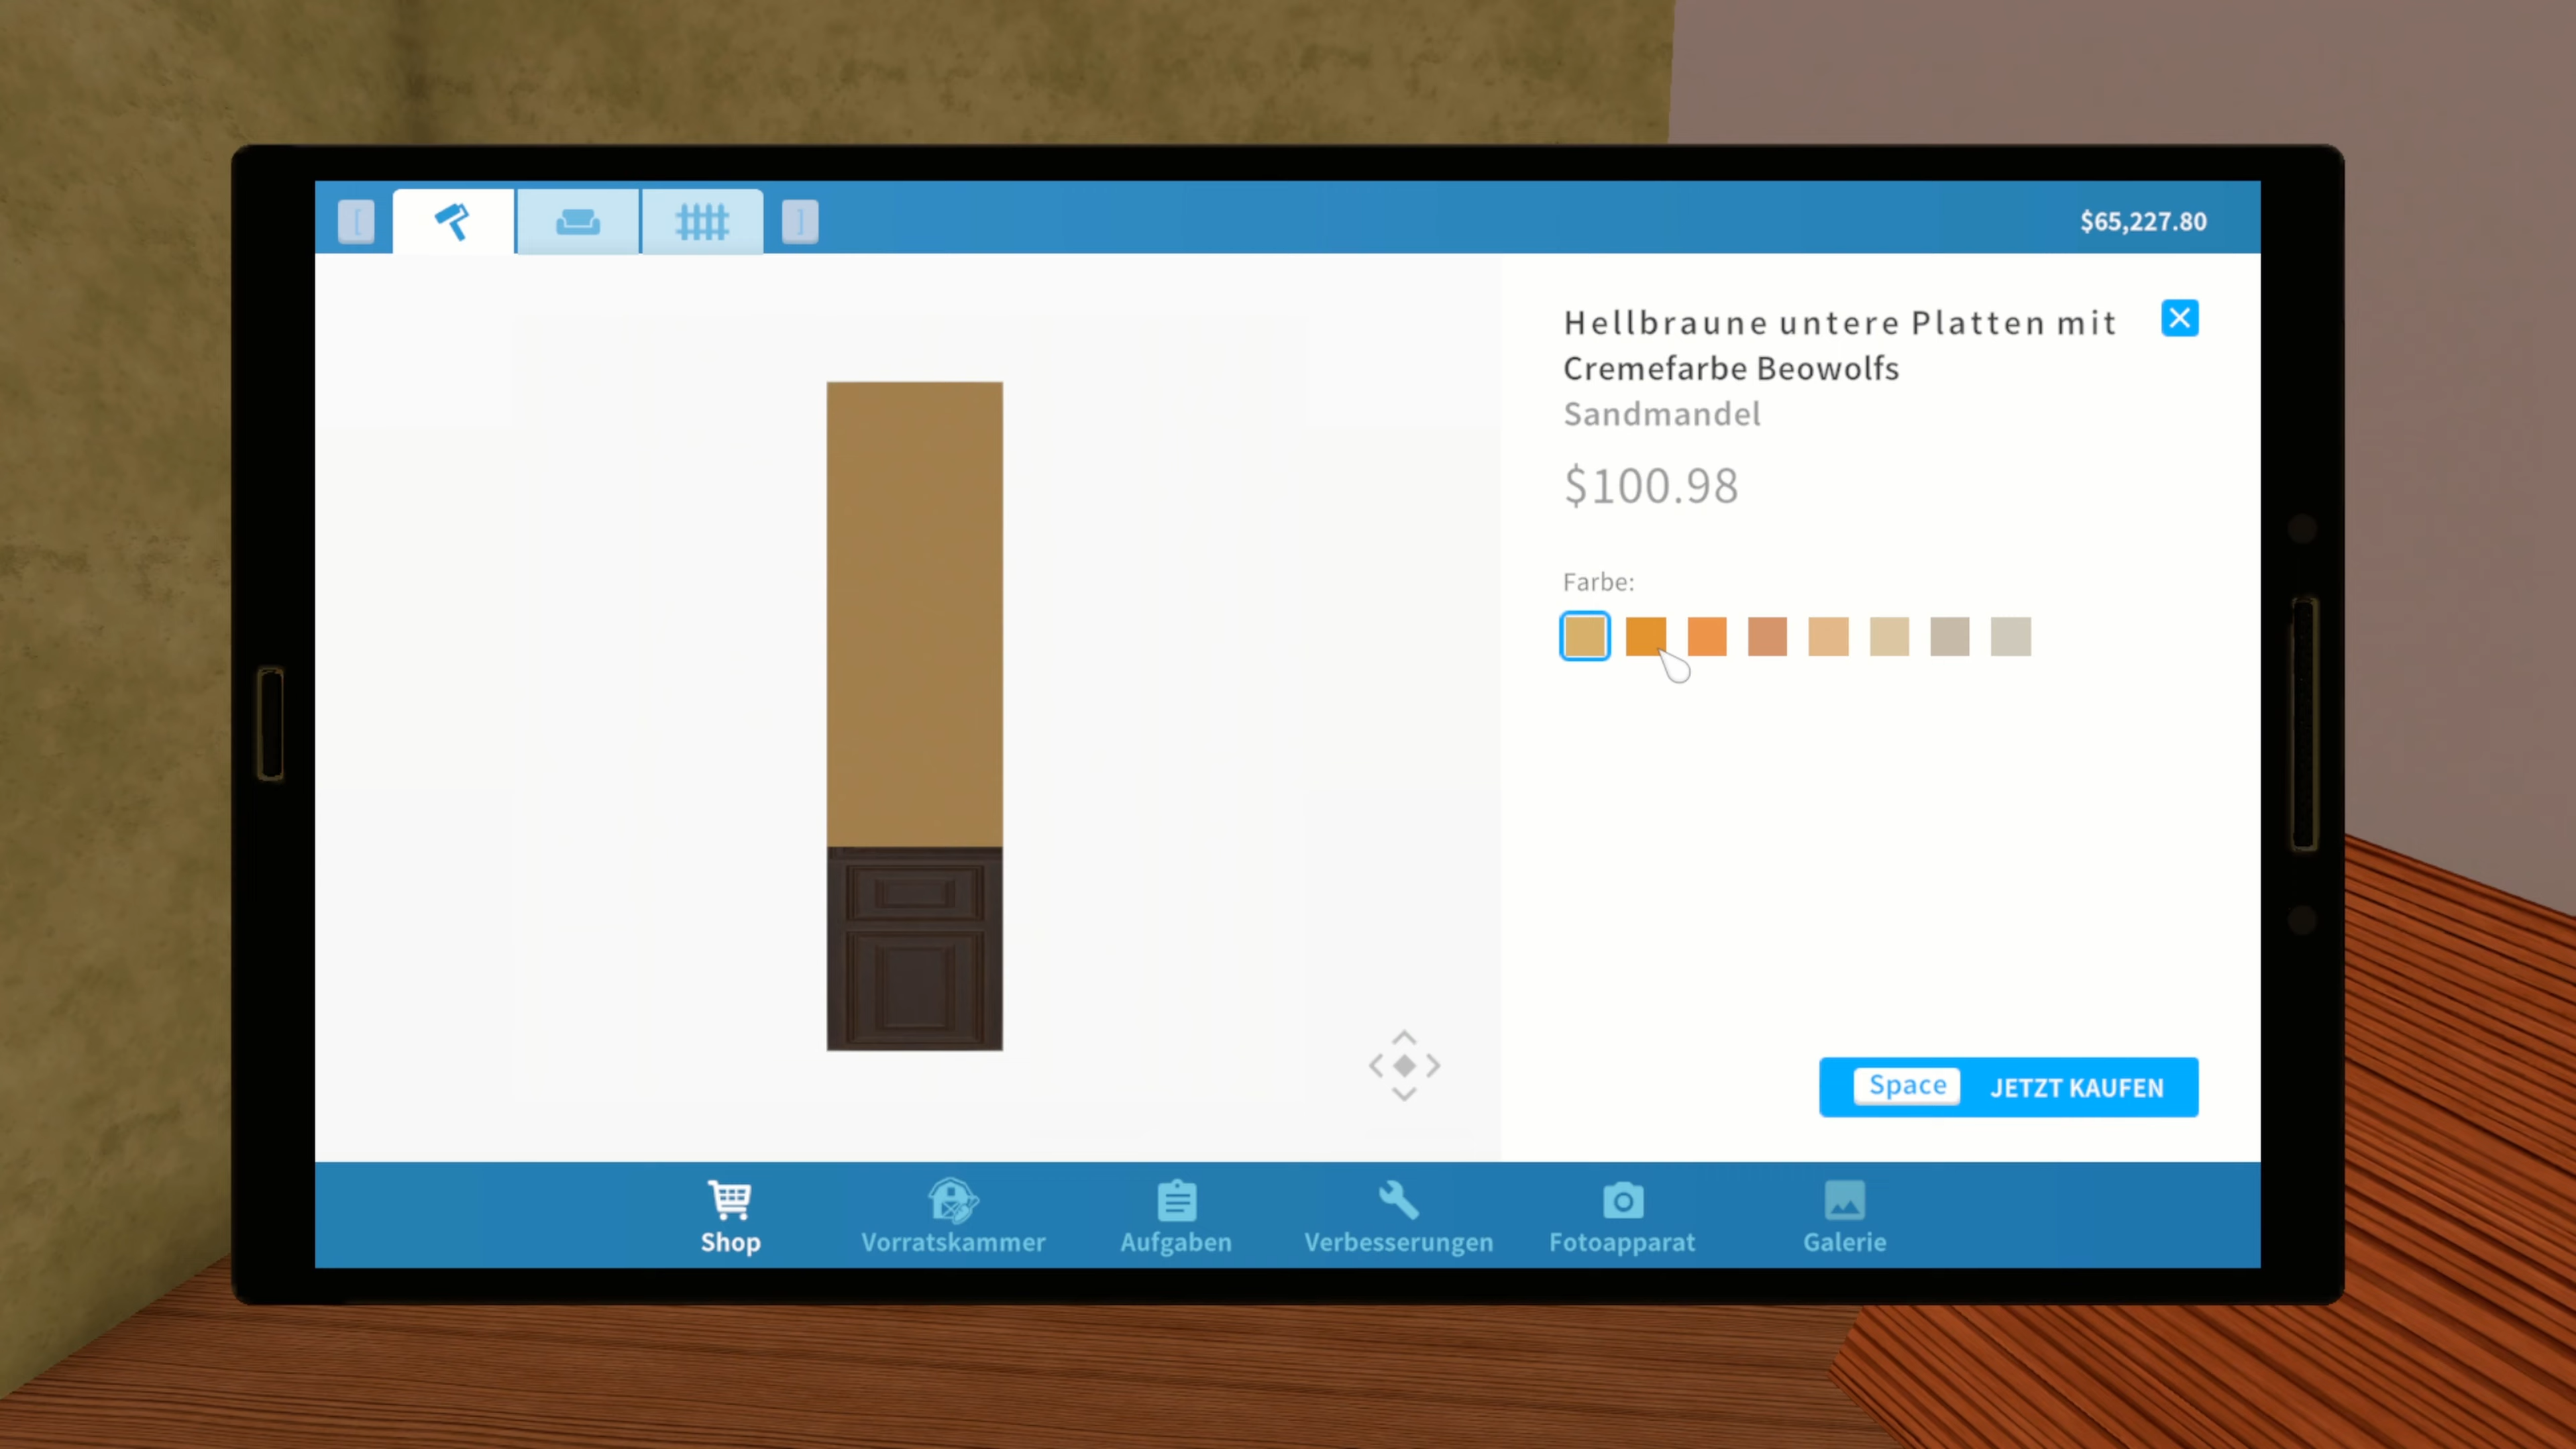 [
]
$65,227.80
Hellbraune untere Platten mit
Cremefarbe Beowolfs
Sandmandel
$100.98
Farbe:
Space JETZT KAUFEN
Shop Vorratskammer Aufgaben Verbesserungen Fotoapparat Galerie